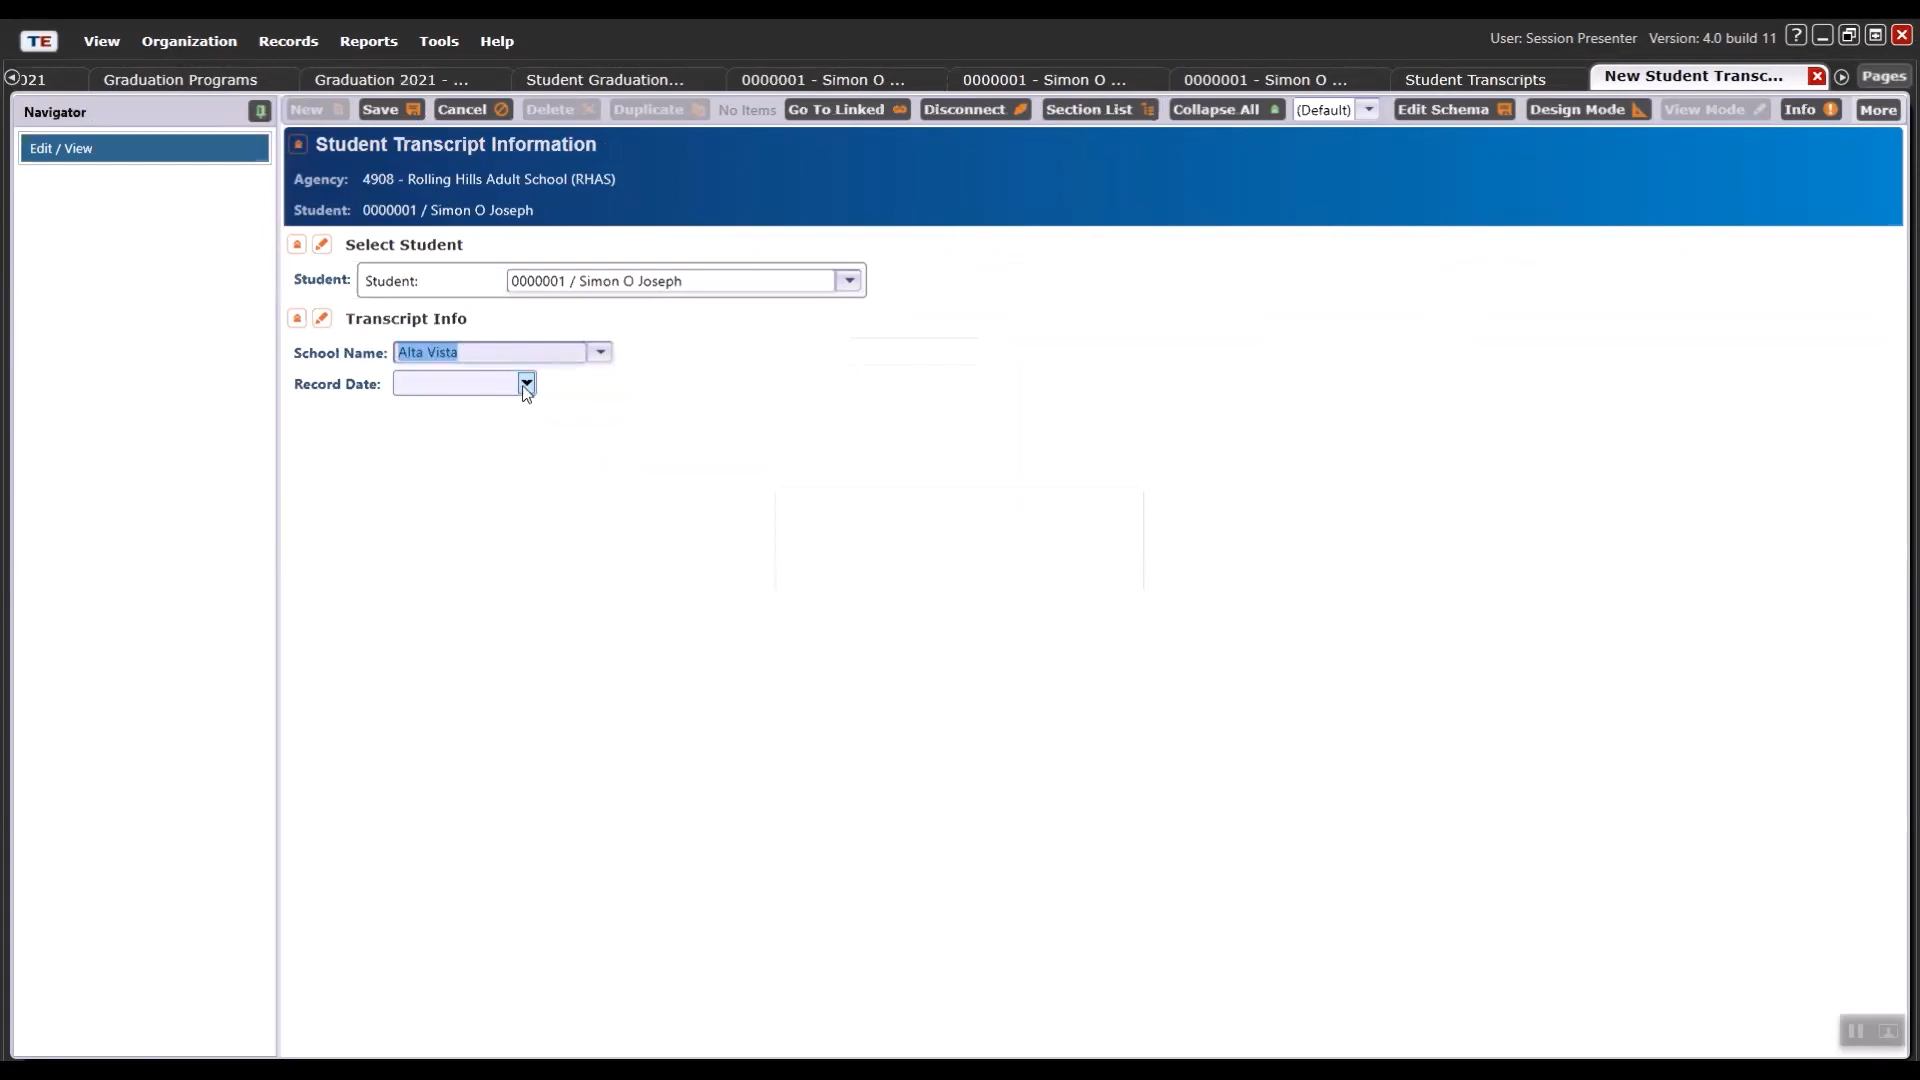 TE View Organization Records Reports Tools Help User: Session Presenter Version: 4.0 build 11 ?
021 Graduation Programs Graduation 2021 - ... Student Graduation... 0000001 - Simon O ... 0000001 - Simon O ... 0000001 - Simon O ... Student Transcripts New Student Transc... Pages
Navigator New Save Cancel Delete Duplicate No Items Go To Linked Disconnect Section List Collapse All (Default) Edit Schema Design Mode View Mode Info More
Edit / View
Student Transcript Information
Agency: 4908 - Rolling Hills Adult School (RHAS)
Student: 0000001 / Simon O Joseph
Select Student
Student: Student: 0000001 / Simon O Joseph
Transcript Info
School Name: Alta Vista
Record Date: